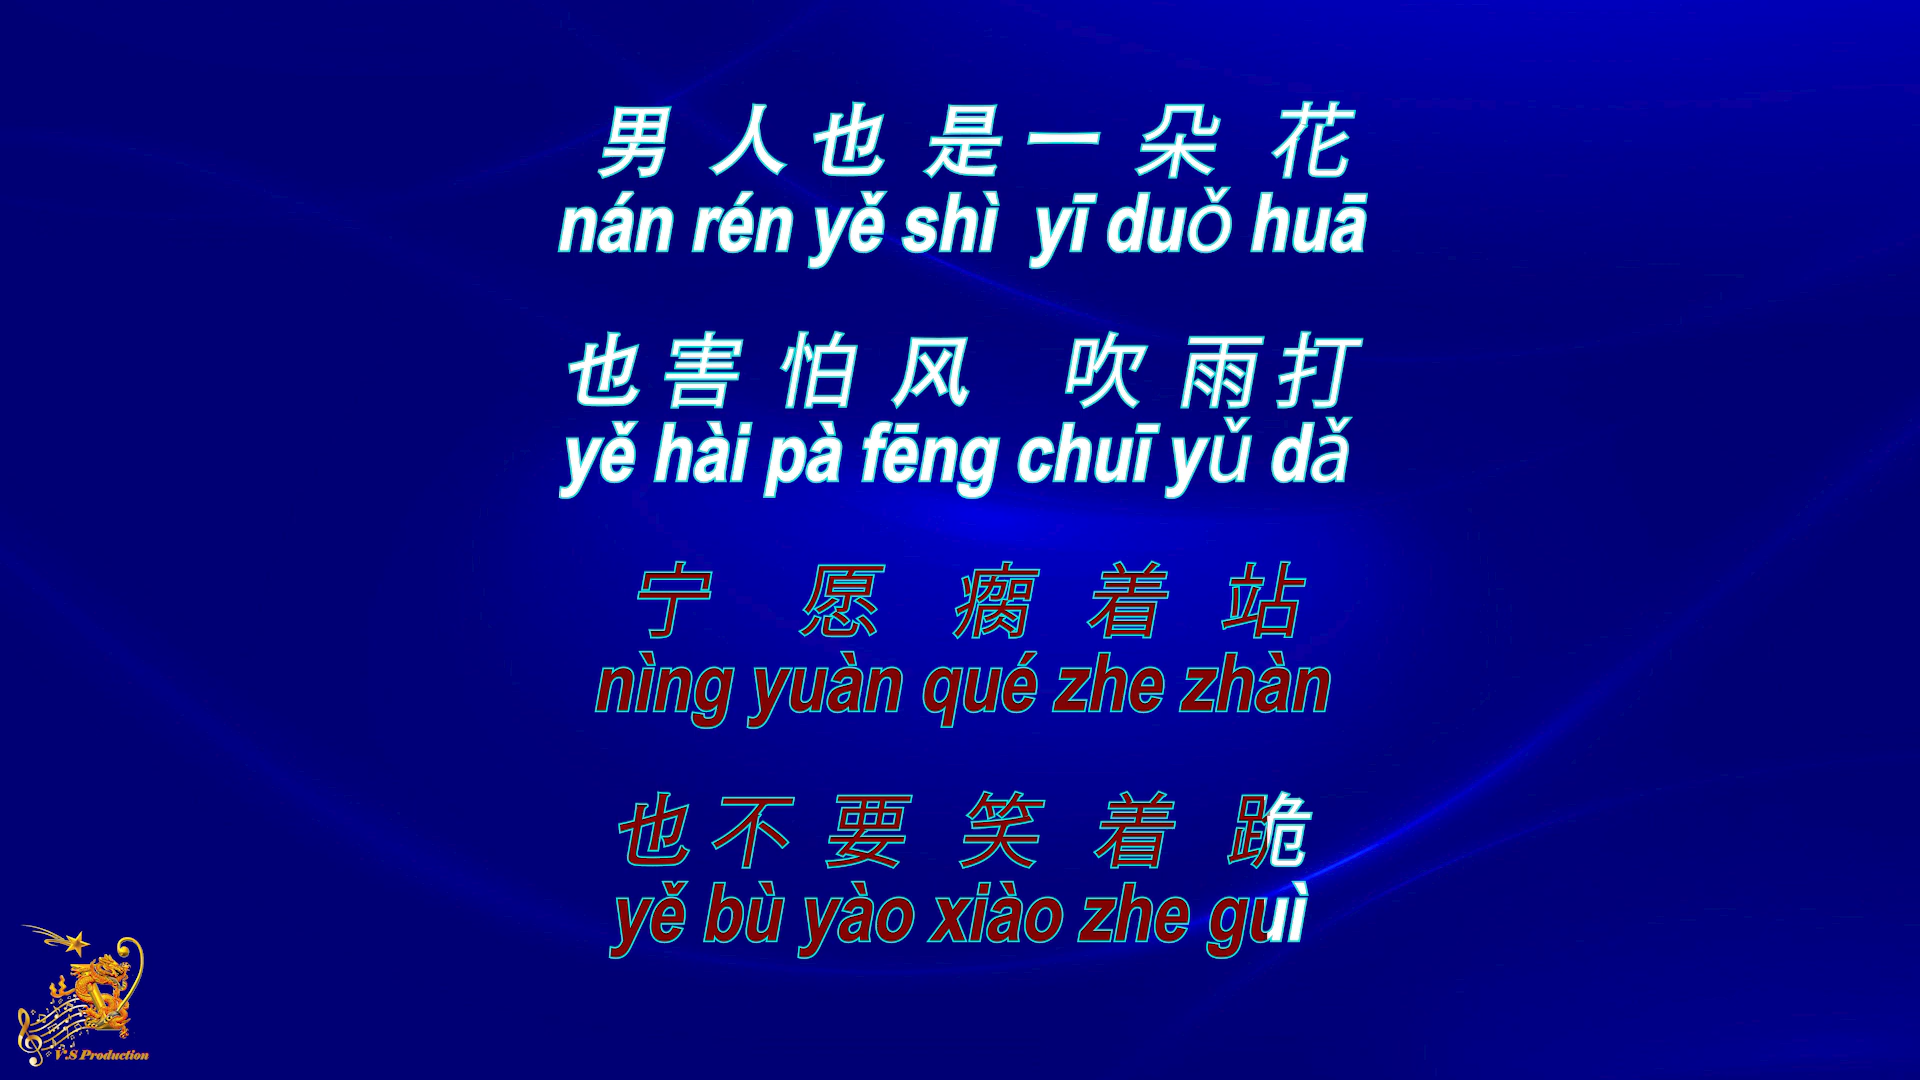 男 人 也 是 一 朵 花
nán rén yě shì yī duǒ huā
也 害 怕 风 吹 雨 打
yě hài pà fēng chuī yǔ dǎ
宁 愿 瘸 着 站
nìng yuàn qué zhe zhàn
也 不 要 笑 着 跪
yě bù yào xiào zhe guì
V.S Production